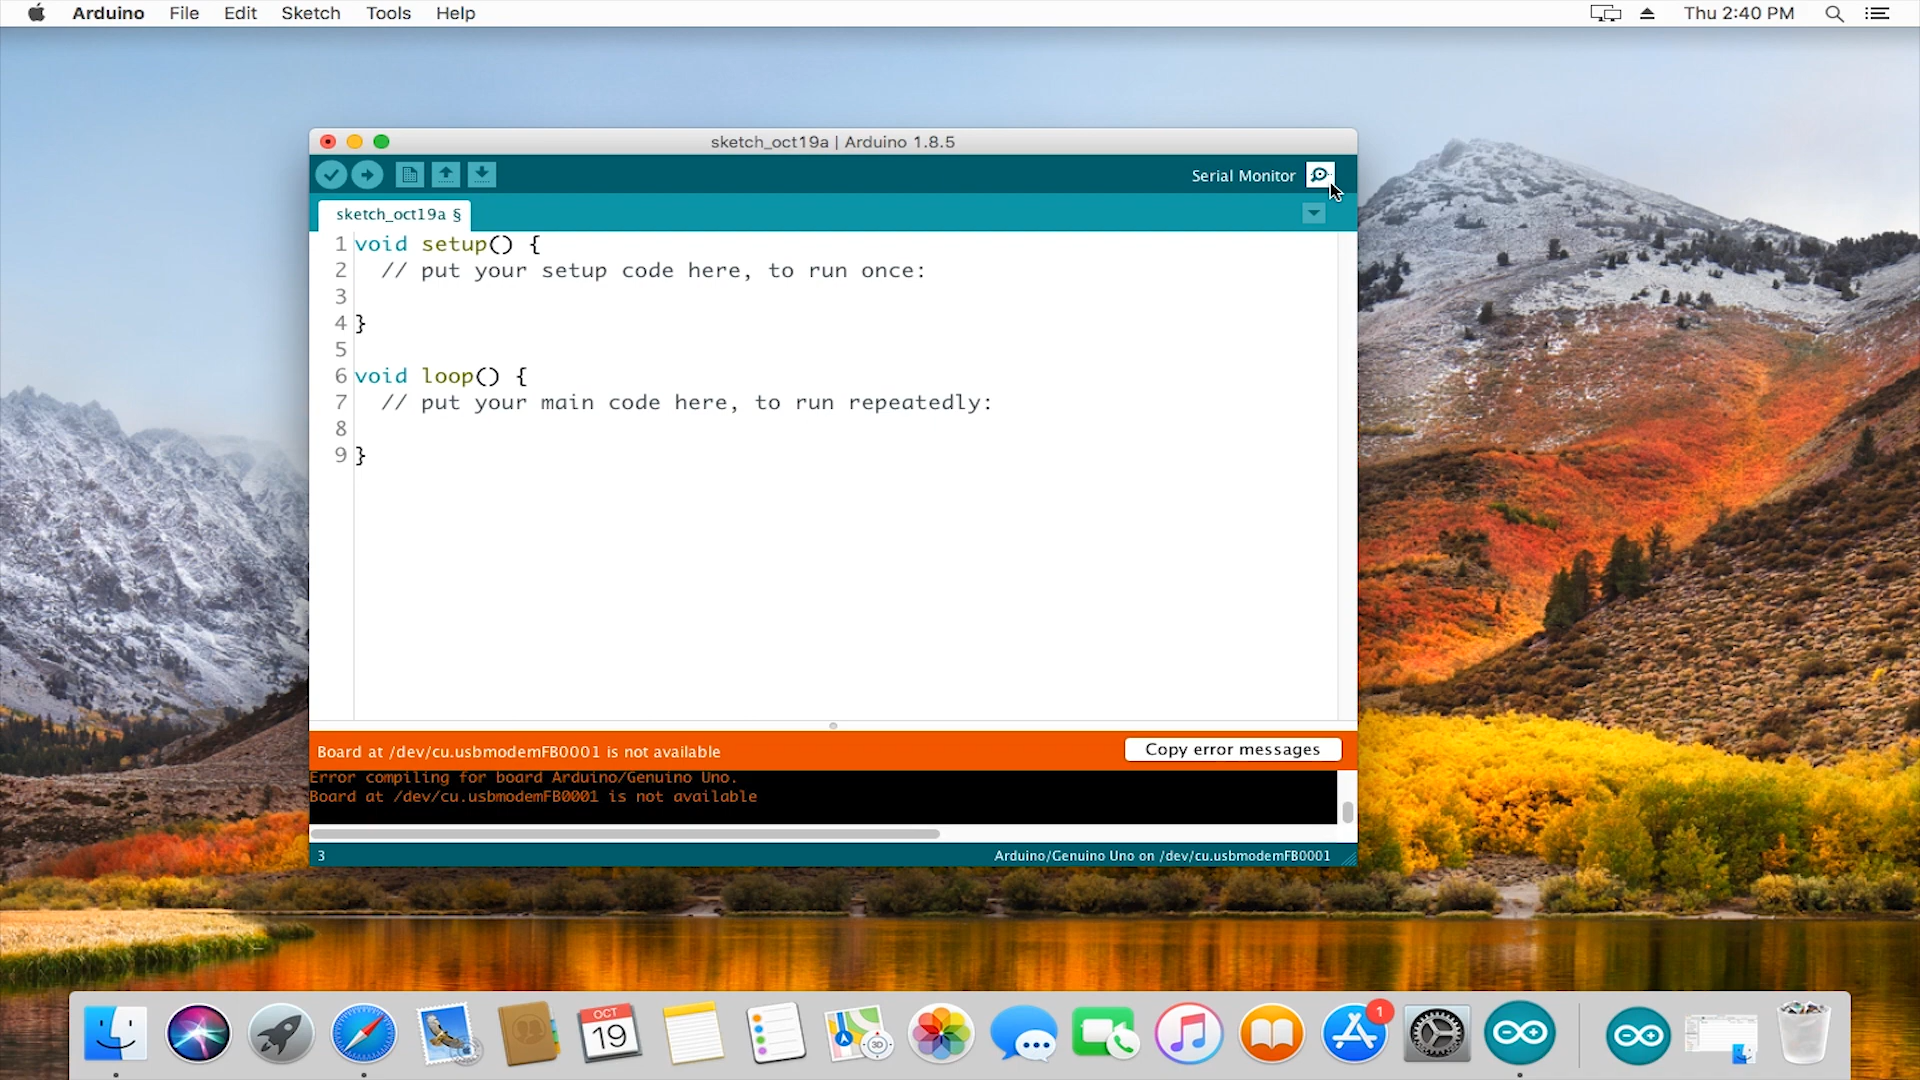 Arduino File Edit Sketch Tools Help Thu 2:40 PM
sketch_oct19a | Arduino 1.8.5
Serial Monitor
sketch_oct19a §
1 void setup() {
2 // put your setup code here, to run once:
3
4 }
5
6 void loop() {
7 // put your main code here, to run repeatedly:
8
9 }
Board at /dev/cu.usbmodemFB0001 is not available
Copy error messages
Error compiling for board Arduino/Genuino Uno.
Board at /dev/cu.usbmodemFB0001 is not available
3 Arduino/Genuino Uno on /dev/cu.usbmodemFB0001
OCT
19
3D
1